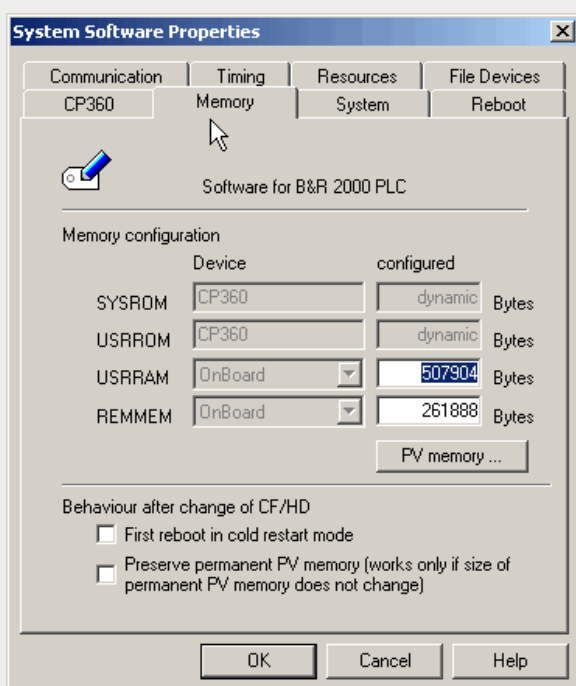 System Software Properties
Communication Timing Resources File Devices
CP360 Memory System Reboot
Software for B&R 2000 PLC
Memory configuration
Device configured
SYSROM CP360 dynamic Bytes
USRROM CP360 dynamic Bytes
USRRAM OnBoard 507904 Bytes
REMMEM OnBoard 261888 Bytes
PV memory ...
Behaviour after change of CF/HD
First reboot in cold restart mode
Preserve permanent PV memory (works only if size of
permanent PV memory does not change)
OK Cancel Help